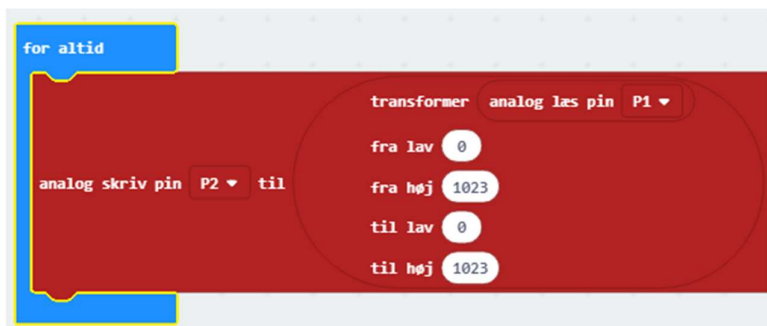 for altid
transformer analog læs pin P1
fra lav 0
fra høj 1023
analog skriv pin P2 til
til lav 0
til høj 1023